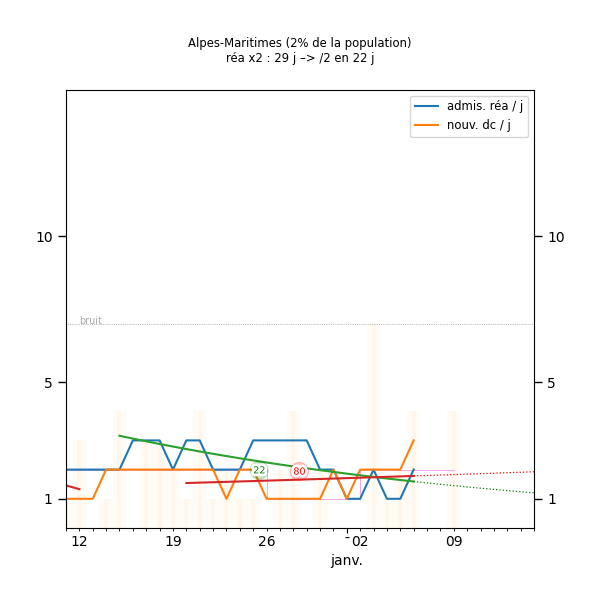 Alpes-Maritimes (2% de la population)
réa x2 : 29 j –> /2 en 22 j
admis. réa / j
nouv. dc / j
10 10
bruit
5 5
22 80
1 1
12 19 26 02 09
janv.